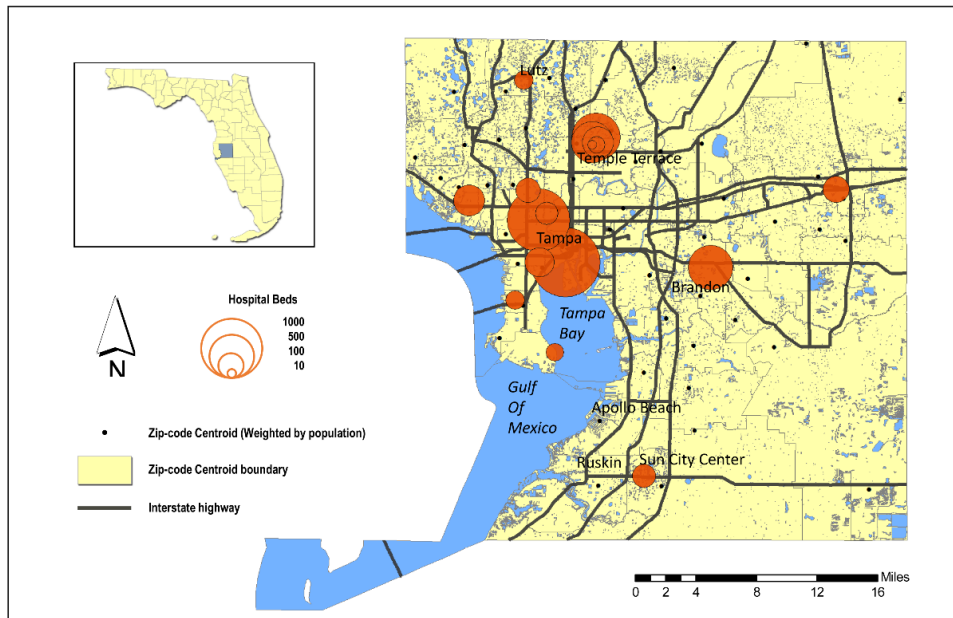 Lutz
Temple Terrace
Tampa
Brandon
Tampa
Bay
Gulf
Of
Mexico
Apollo Beach
Ruskin
Sun City Center
N
Hospital Beds
1000
500
100
10
Zip-code Centroid (Weighted by population)
Zip-code Centroid boundary
Interstate highway
Miles
0 2 4 8 12 16